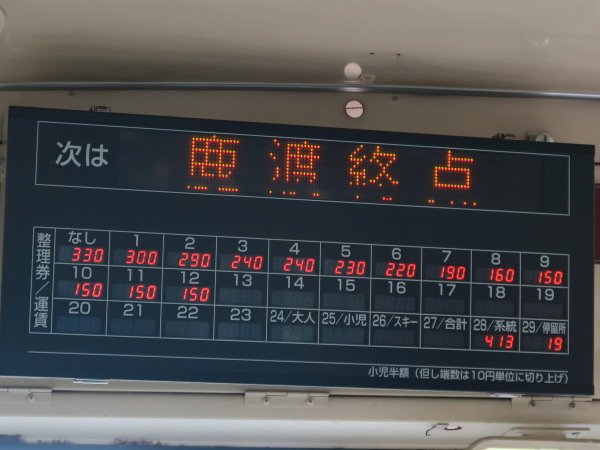 次は 鹿渡終点
整理券/運賃
なし 1 2 3 4 5 6 7 8 9
330 300 290 240 240 230 220 190 160 150
10 11 12 13 14 15 16 17 18 19
150 150 150
20 21 22 23 24/大人 25/小児 26/スキー 27/合計 28/系統 29/停留所
413 19
小児半額(但し端数は10円単位に切り上げ)